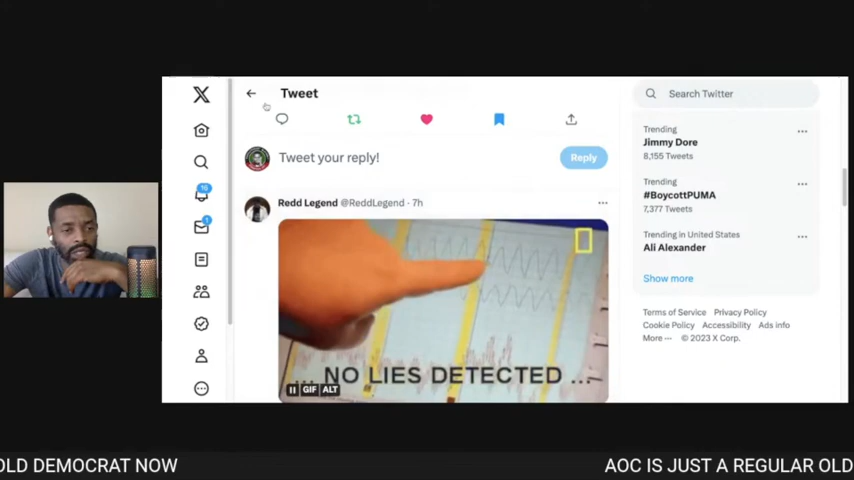 Tweet
Search Twitter
Tweet your reply!
Reply
Redd Legend @ReddLegend · 7h
... NO LIES DETECTED ...
GIF ALT
Trending
Jimmy Dore
8,155 Tweets
Trending
#BoycottPUMA
7,377 Tweets
Trending in United States
Ali Alexander
Show more
Terms of Service Privacy Policy
Cookie Policy Accessibility Ads info
More ··· © 2023 X Corp.
OLD DEMOCRAT NOW
AOC IS JUST A REGULAR OLD